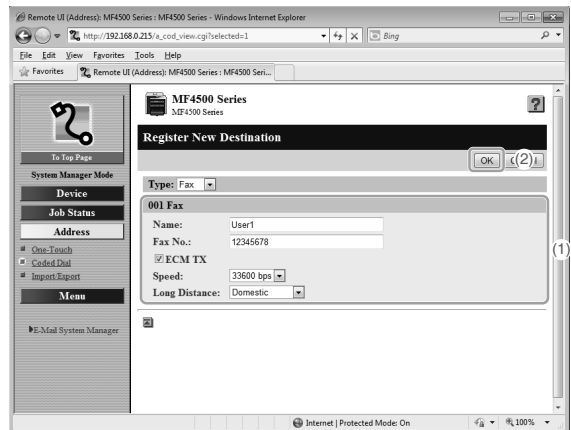 Remote UI (Address): MF4500 Series : MF4500 Series - Windows Internet Explorer
http://192.168.0.215/a_cod_view.cgi?selected=1
Bing
File Edit View Favorites Tools Help
Favorites
Remote UI (Address): MF4500 Series : MF4500 Seri...
To Top Page
System Manager Mode
Device
Job Status
Address
One-Touch
Coded Dial
Import/Export
Menu
E-Mail System Manager
MF4500 Series
MF4500 Series
Register New Destination
OK
(2)
Type: Fax
001 Fax
Name: User1
Fax No.: 12345678
ECM TX
Speed: 33600 bps
Long Distance: Domestic
(1)
Internet | Protected Mode: On
100%